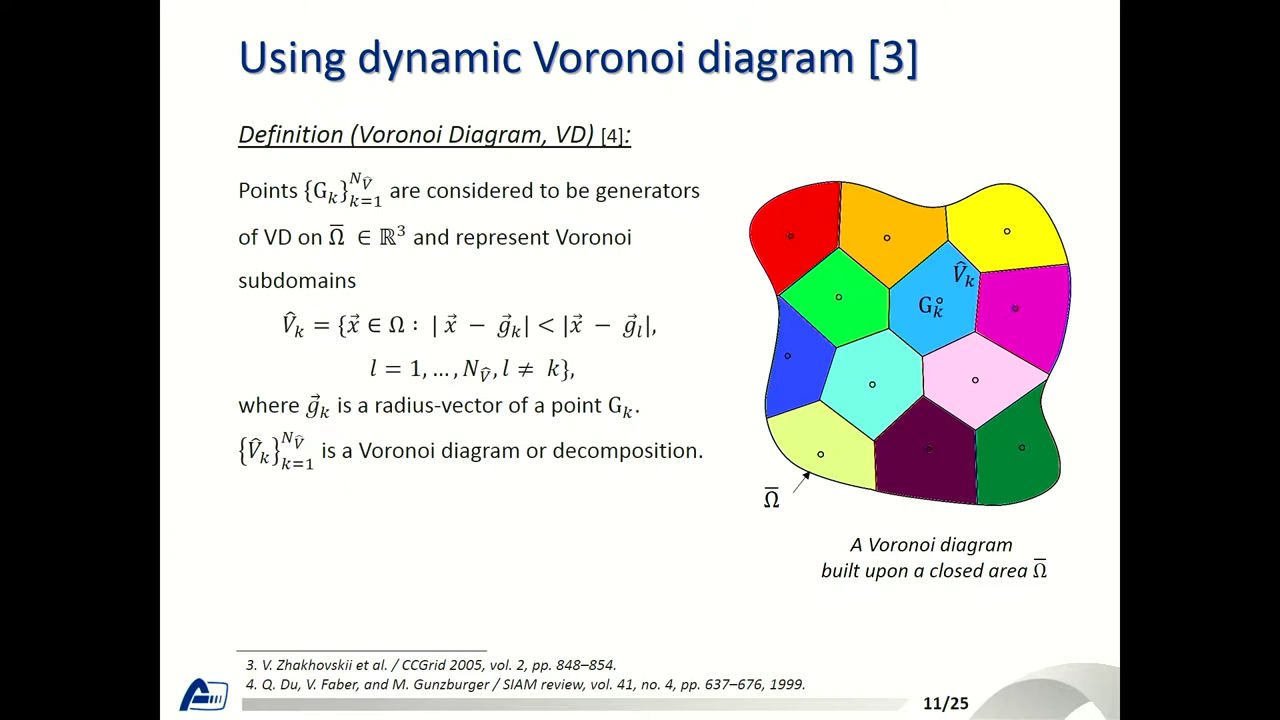 Using dynamic Voronoi diagram [3]
Definition (Voronoi Diagram, VD) [4]:
Points {G_k}_{k=1}^{N_V̂} are considered to be generators
of VD on Ω̅ ∈ ℝ³ and represent Voronoi
subdomains
V̂_k = {x⃗ ∈ Ω : | x⃗ − g⃗_k| < |x⃗ − g⃗_l|,
l = 1, …, N_V̂, l ≠ k},
where g⃗_k is a radius-vector of a point G_k.
{V̂_k}_{k=1}^{N_V̂} is a Voronoi diagram or decomposition.
V̂_k
G_k
Ω̅
A Voronoi diagram
built upon a closed area Ω̅
3. V. Zhakhovskii et al. / CCGrid 2005, vol. 2, pp. 848–854.
4. Q. Du, V. Faber, and M. Gunzburger / SIAM review, vol. 41, no. 4, pp. 637–676, 1999.
11/25